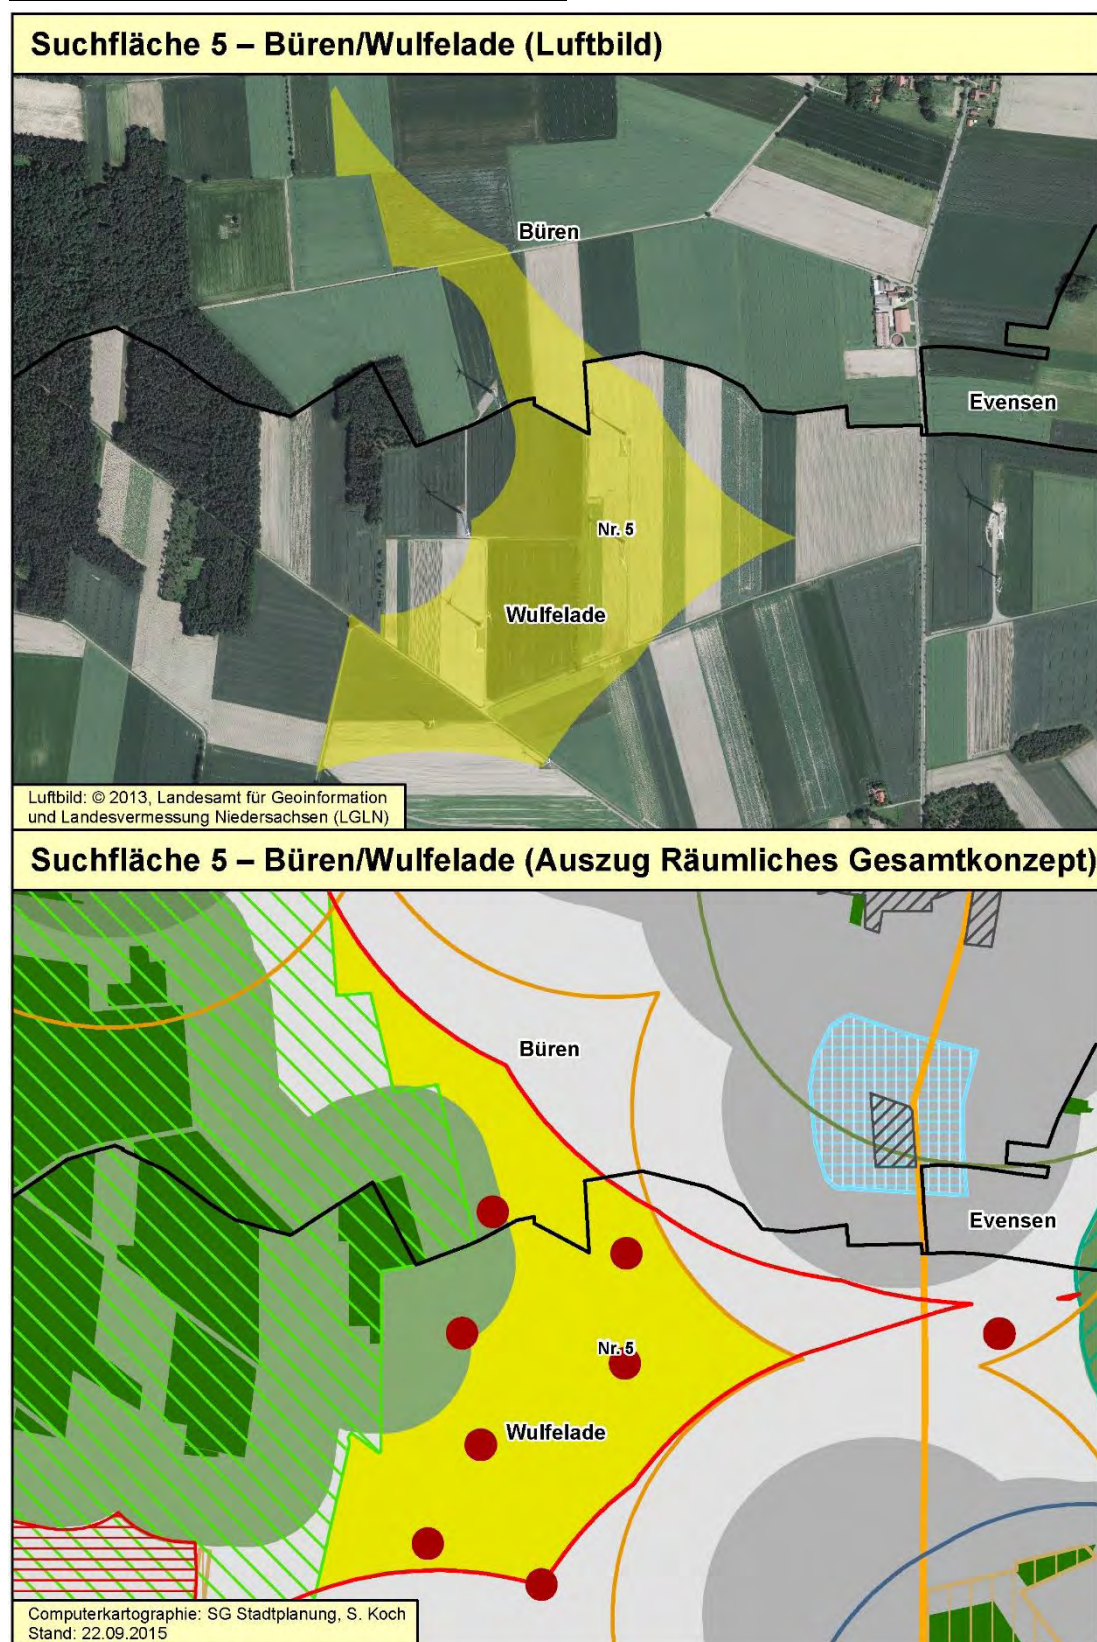 Suchfläche 5 – Büren/Wulfelade (Luftbild)
Büren
Evensen
Nr. 5
Wulfelade
Luftbild: © 2013, Landesamt für Geoinformation
und Landesvermessung Niedersachsen (LGLN)
Suchfläche 5 – Büren/Wulfelade (Auszug Räumliches Gesamtkonzept)
Büren
Evensen
Nr. 5
Wulfelade
Computerkartographie: SG Stadtplanung, S. Koch
Stand: 22.09.2015